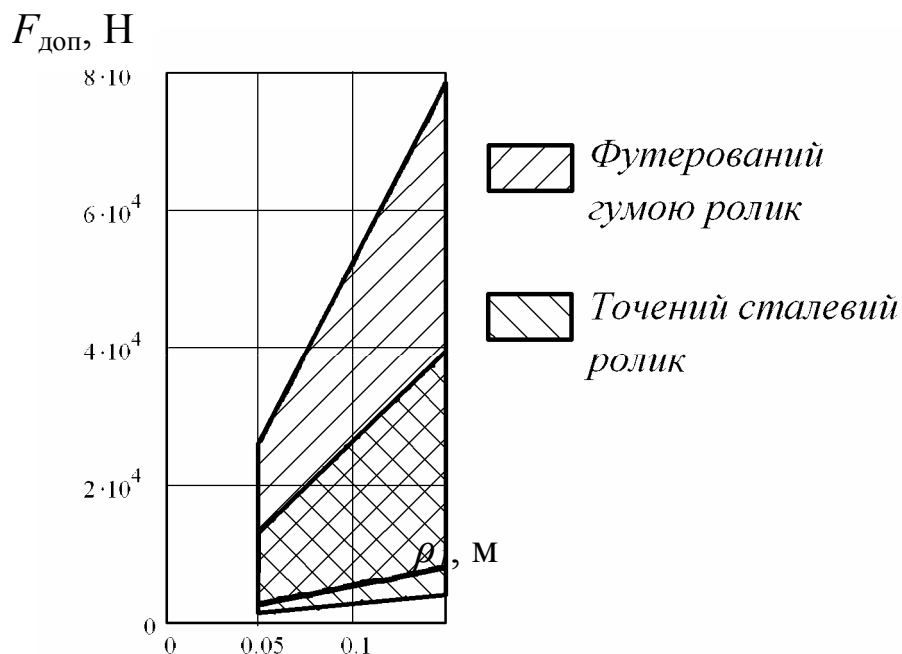 F доп, Н
8·10
6·10⁴
4·10⁴
2·10⁴
0
0
0.05
0.1
ρ, м
Футерований
гумою ролик
Точений сталевий
ролик